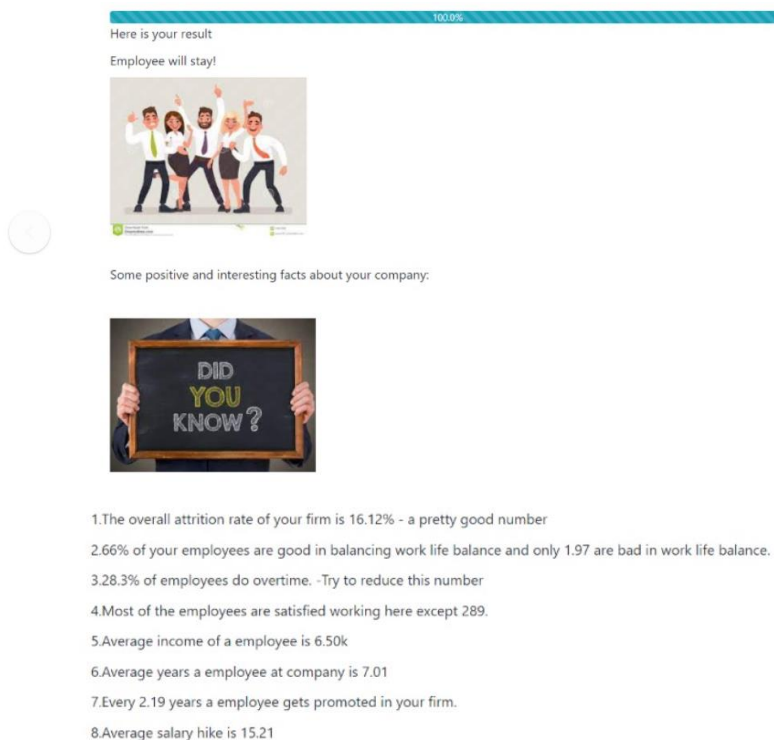 100.0%
Here is your result
Employee will stay!
Some positive and interesting facts about your company:
DID
YOU
KNOW?
1.The overall attrition rate of your firm is 16.12% - a pretty good number
2.66% of your employees are good in balancing work life balance and only 1.97 are bad in work life balance.
3.28.3% of employees do overtime. -Try to reduce this number
4.Most of the employees are satisfied working here except 289.
5.Average income of a employee is 6.50k
6.Average years a employee at company is 7.01
7.Every 2.19 years a employee gets promoted in your firm.
8.Average salary hike is 15.21